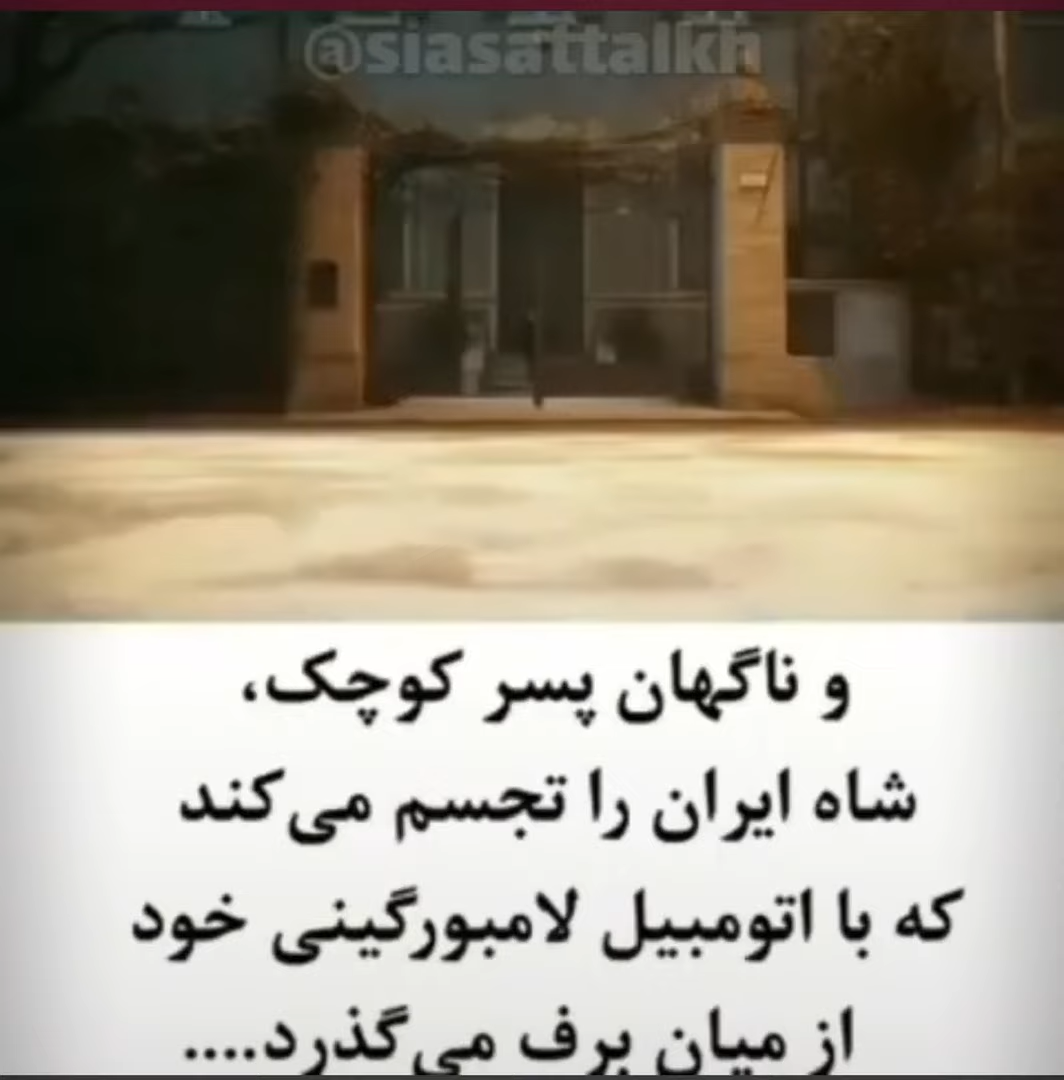 @siasattalkh
و ناگهان پسر کوچک،
شاه ایران را تجسم می‌کند
که با اتومبیل لامبورگینی خود
از میان برف می‌گذرد....